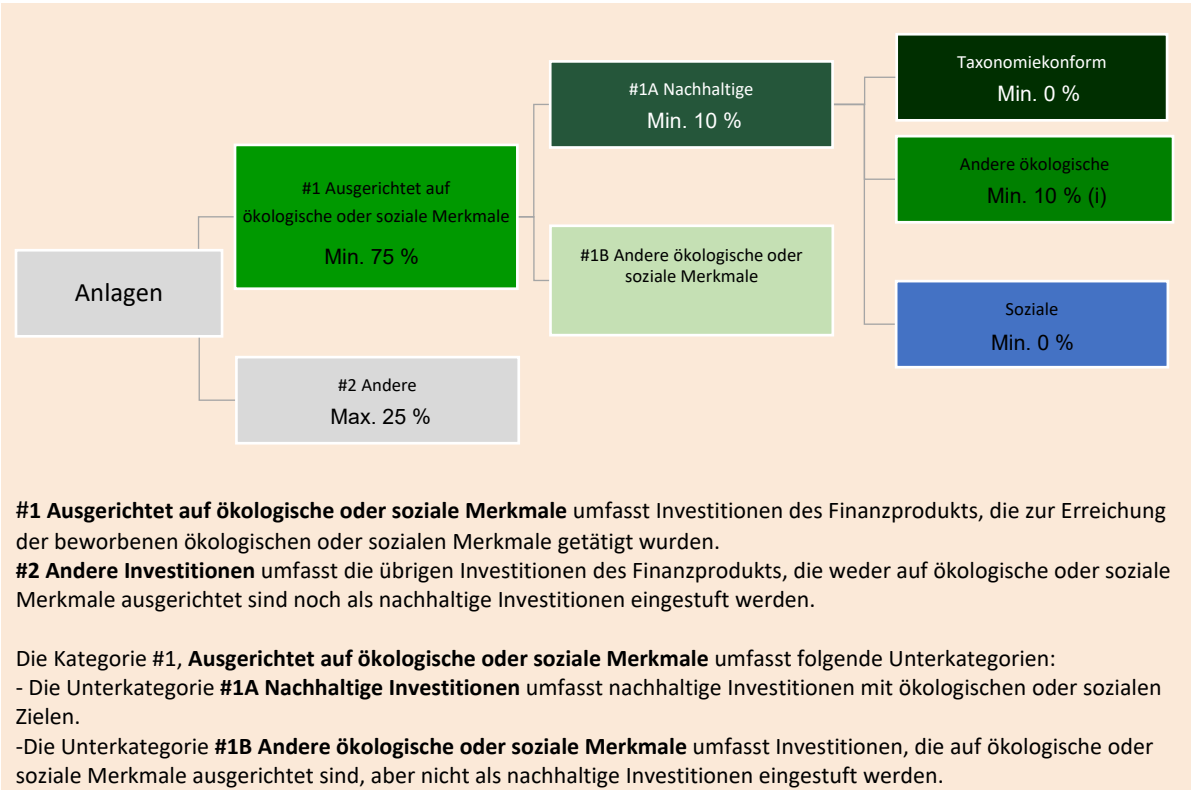 Anlagen
#1 Ausgerichtet auf
ökologische oder soziale Merkmale
Min. 75 %
#2 Andere
Max. 25 %
#1A Nachhaltige
Min. 10 %
#1B Andere ökologische oder
soziale Merkmale
Taxonomiekonform
Min. 0 %
Andere ökologische
Min. 10 % (i)
Soziale
Min. 0 %
#1 Ausgerichtet auf ökologische oder soziale Merkmale umfasst Investitionen des Finanzprodukts, die zur Erreichung
der beworbenen ökologischen oder sozialen Merkmale getätigt wurden.
#2 Andere Investitionen umfasst die übrigen Investitionen des Finanzprodukts, die weder auf ökologische oder soziale
Merkmale ausgerichtet sind noch als nachhaltige Investitionen eingestuft werden.
Die Kategorie #1, Ausgerichtet auf ökologische oder soziale Merkmale umfasst folgende Unterkategorien:
- Die Unterkategorie #1A Nachhaltige Investitionen umfasst nachhaltige Investitionen mit ökologischen oder sozialen
Zielen.
-Die Unterkategorie #1B Andere ökologische oder soziale Merkmale umfasst Investitionen, die auf ökologische oder
soziale Merkmale ausgerichtet sind, aber nicht als nachhaltige Investitionen eingestuft werden.